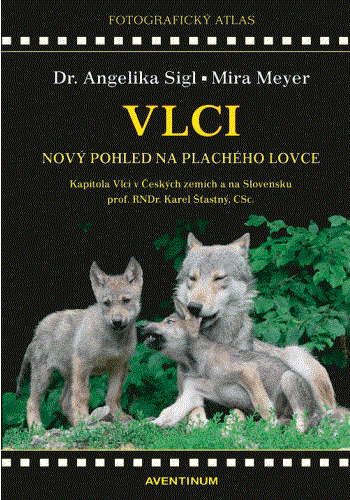 FOTOGRAFICKÝ ATLAS
Dr. Angelika Sigl ▪ Mira Meyer
VLCI
NOVÝ POHLED NA PLACHÉHO LOVCE
Kapitola Vlci v Českých zemích a na Slovensku
prof. RNDr. Karel Šťastný, CSc.
AVENTINUM